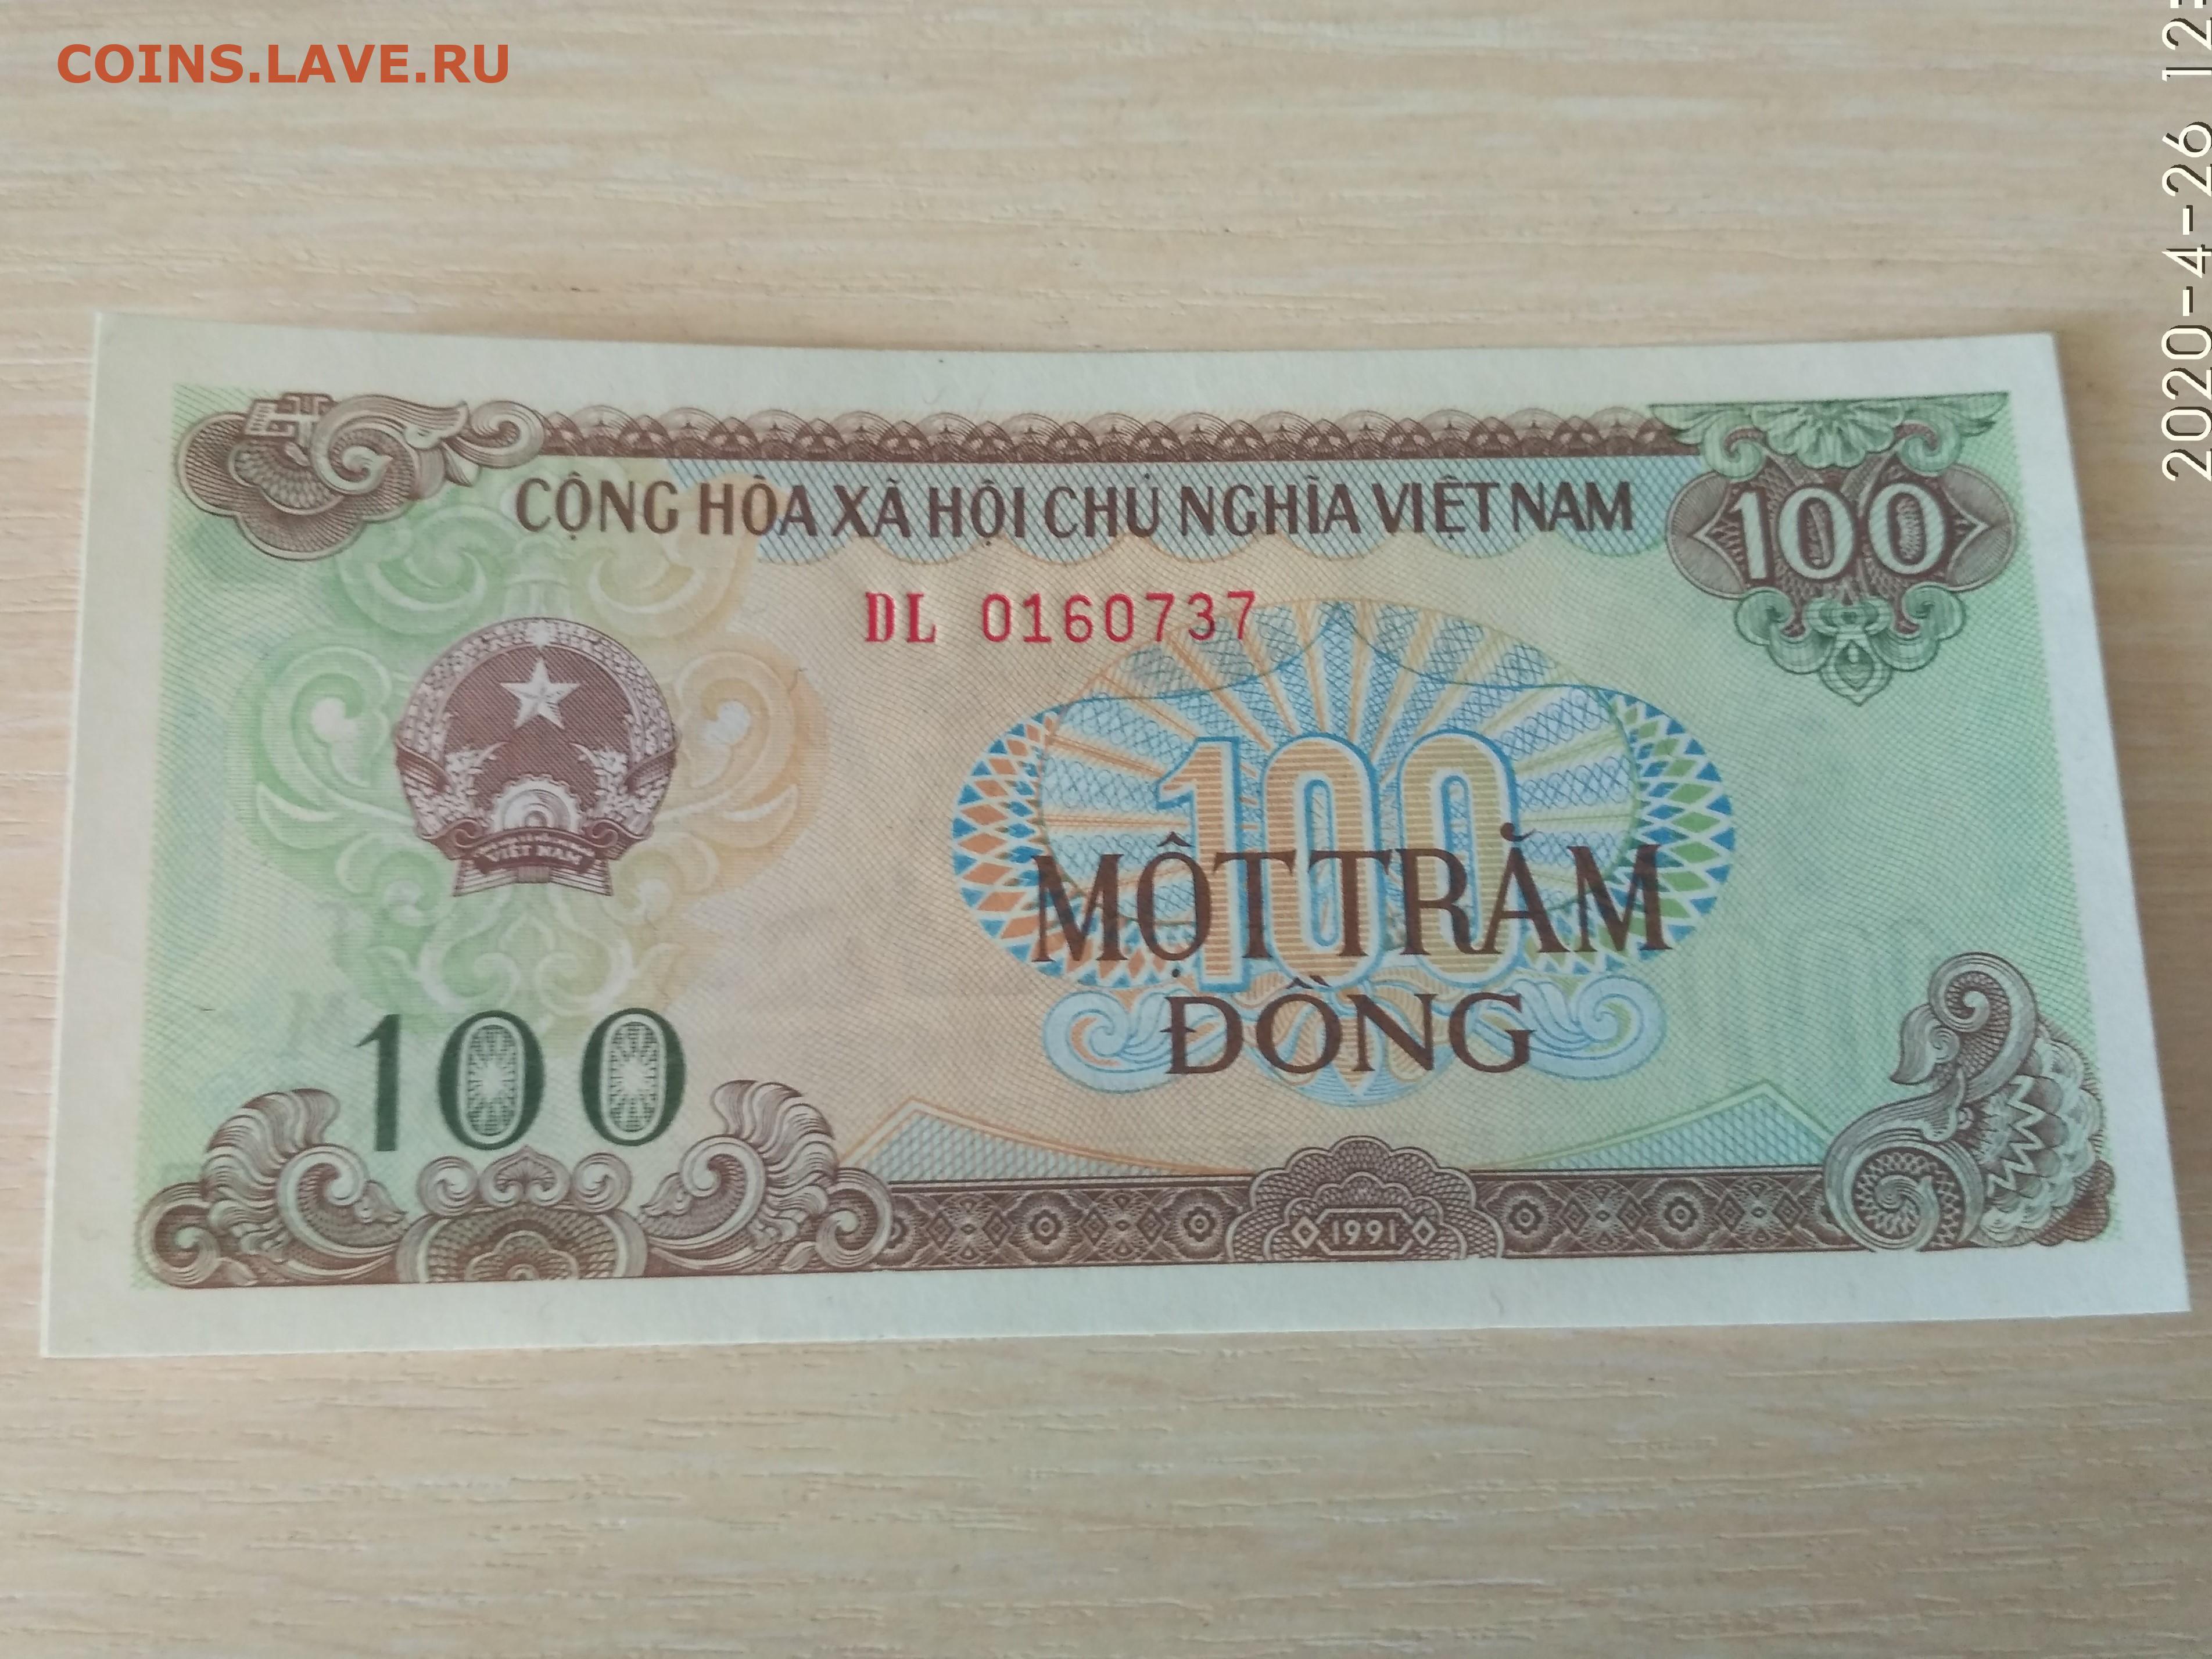 COINS.LAVE.RU
2020-4-26 12:
CỘNG HÒA XÃ HỘI CHỦ NGHĨA VIỆT NAM
100
DL 0160737
VIỆT NAM
100
MỘT TRĂM
ĐỒNG
100
1991